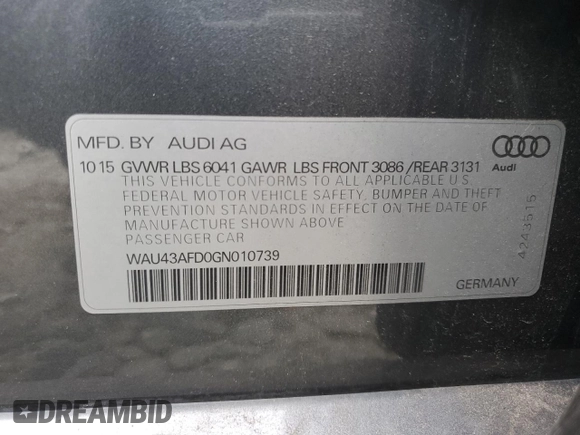 MFD. BY AUDI AG
10 15 GVWR LBS 6041 GAWR LBS FRONT 3086 /REAR 3131
THIS VEHICLE CONFORMS TO ALL APPLICABLE U.S.
FEDERAL MOTOR VEHICLE SAFETY, BUMPER AND THEFT
PREVENTION STANDARDS IN EFFECT ON THE DATE OF
MANUFACTURE SHOWN ABOVE
PASSENGER CAR
WAU43AFD0GN010739
Audi
4243515
GERMANY
DREAMBID